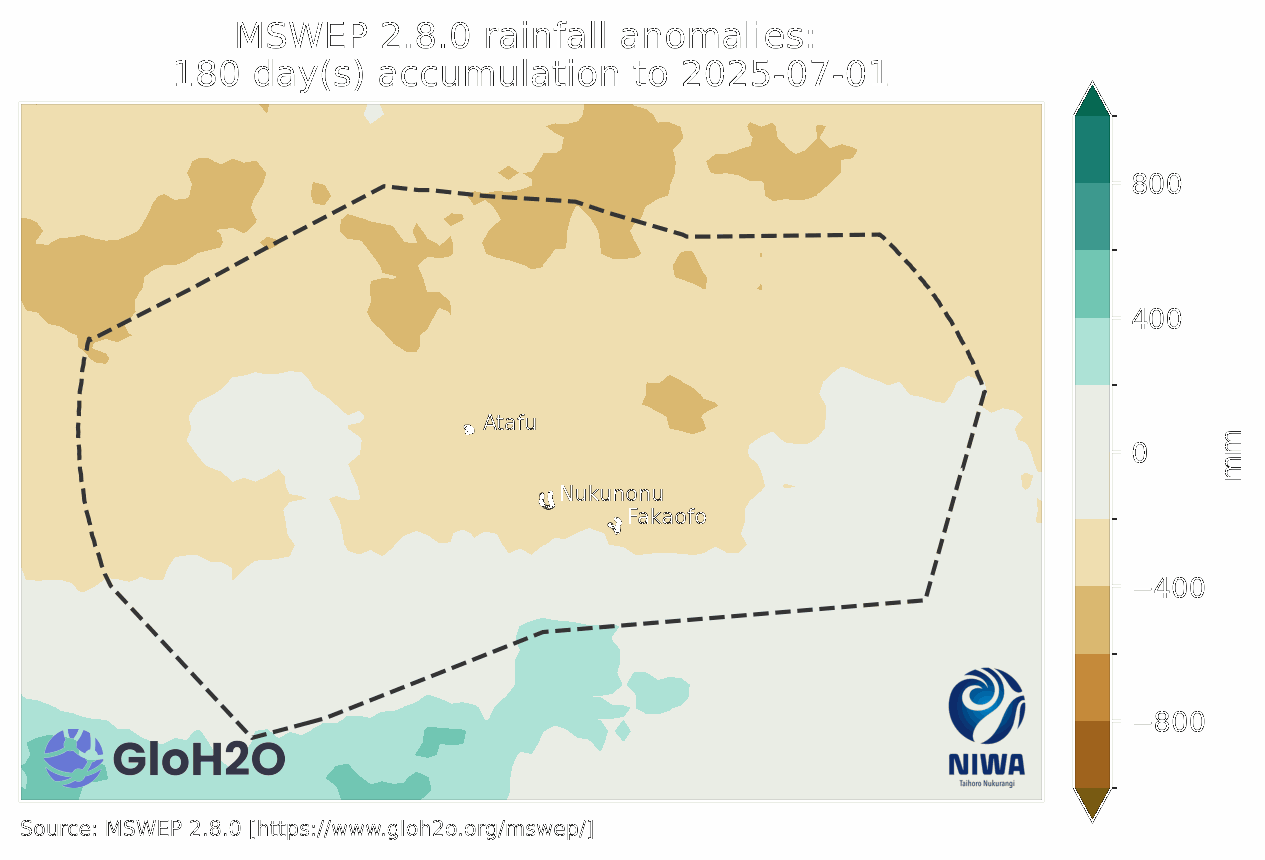 MSWEP 2.8.0 rainfall anomalies:
180 day(s) accumulation to 2025-07-01
800
400
0
−400
−800
mm
Atafu
Nukunonu
Fakaofo
GloH2O
NIWA
Taihoro Nukurangi
Source: MSWEP 2.8.0 [https://www.gloh2o.org/mswep/]